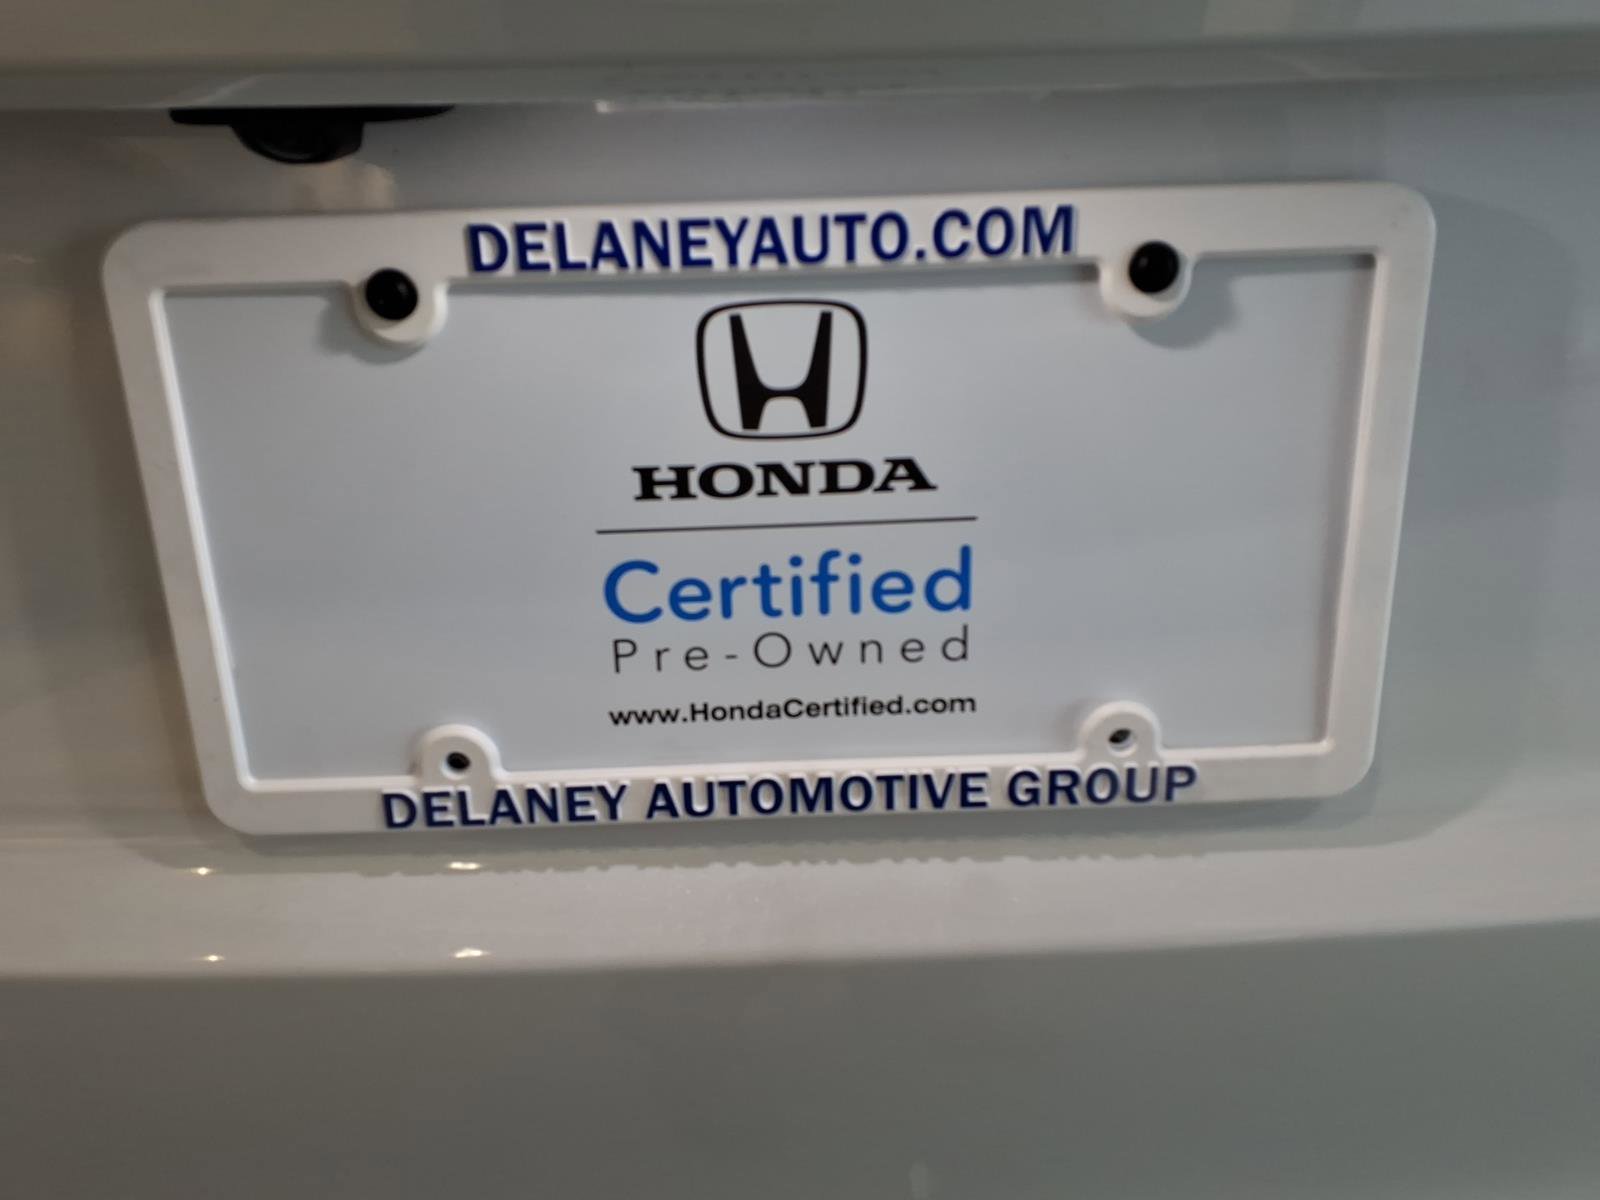 DELANEYAUTO.COM
HONDA
Certified
Pre-Owned
www.HondaCertified.com
DELANEY AUTOMOTIVE GROUP